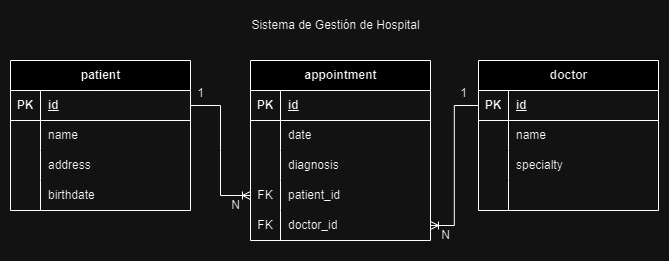 Sistema de Gestión de Hospital
patient
PK id
name
address
birthdate
1
N
appointment
PK id
date
diagnosis
FK patient_id
FK doctor_id
1
N
doctor
PK id
name
specialty